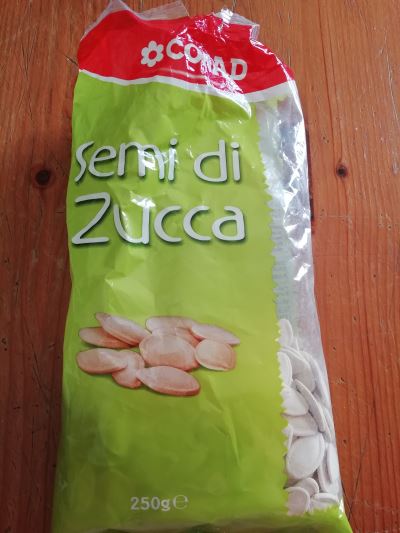 CONAD
Semi di
Zucca
250g℮